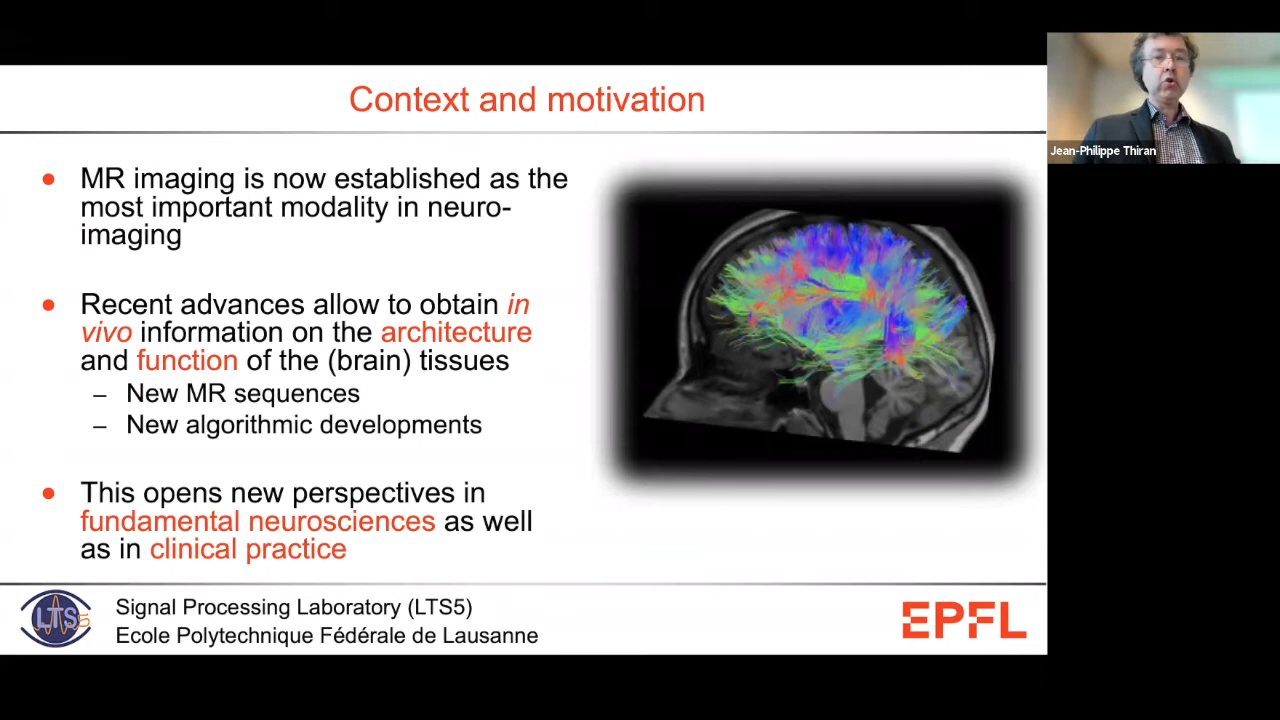 Context and motivation
MR imaging is now established as the
most important modality in neuro-
imaging
Recent advances allow to obtain in
vivo information on the architecture
and function of the (brain) tissues
– New MR sequences
– New algorithmic developments
This opens new perspectives in
fundamental neurosciences as well
as in clinical practice
LTS5
Signal Processing Laboratory (LTS5)
Ecole Polytechnique Fédérale de Lausanne
EPFL
Jean-Philippe Thiran